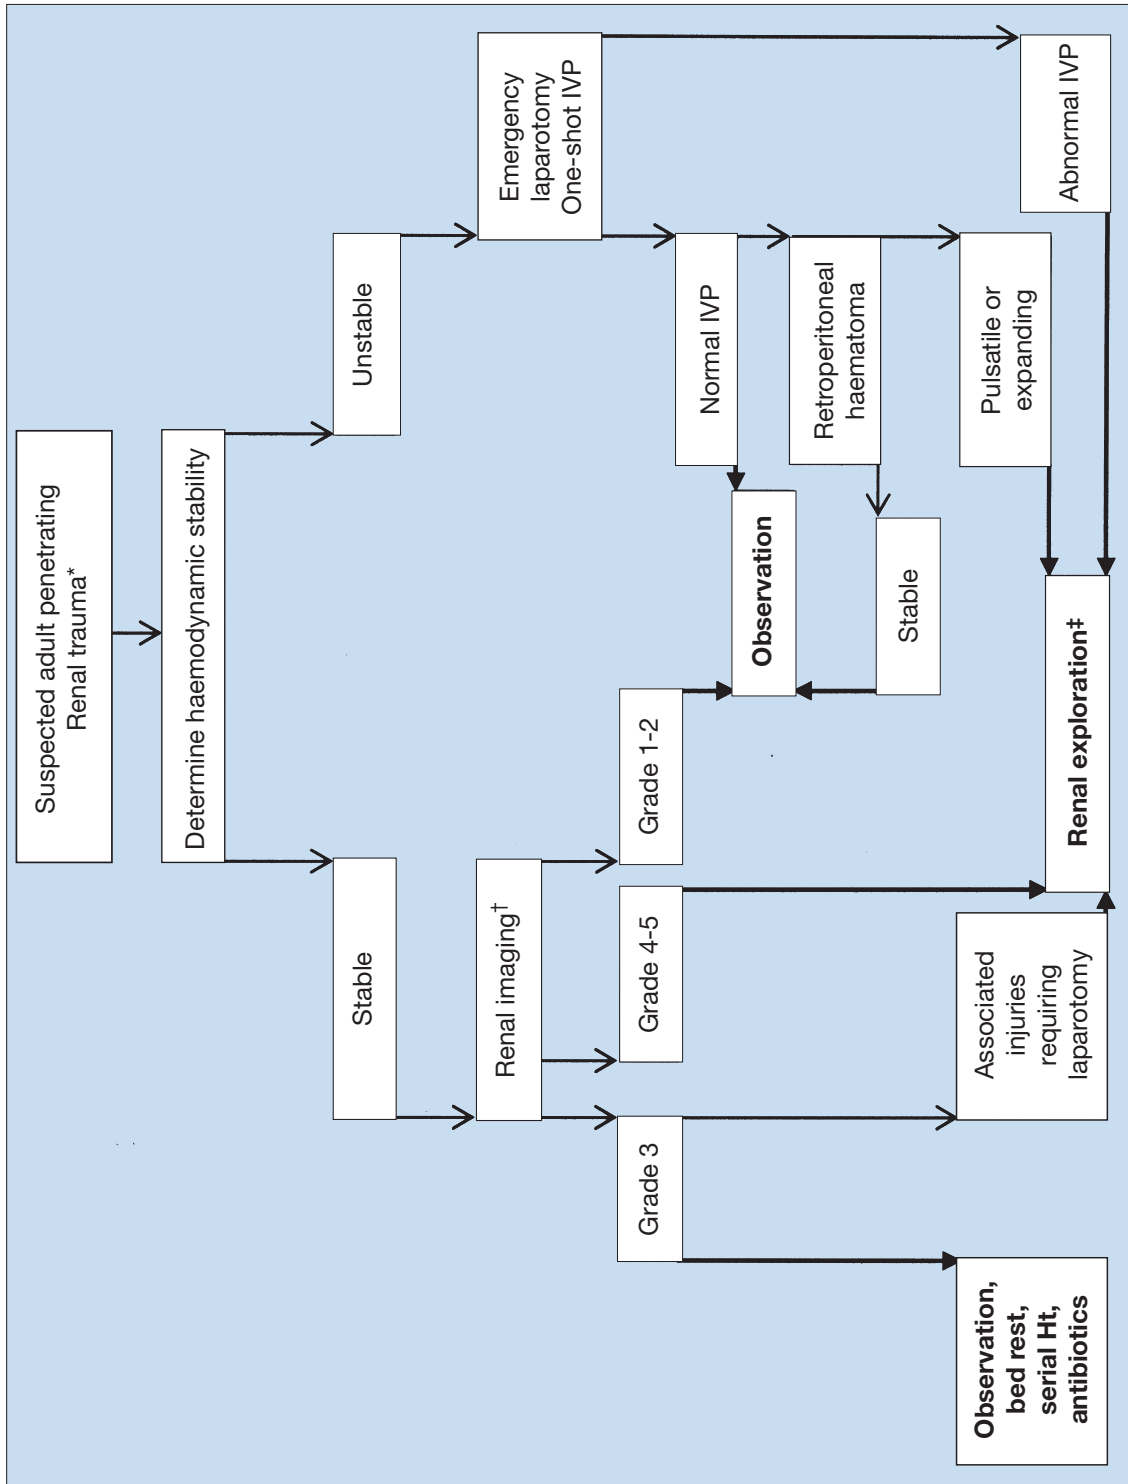 Suspected adult penetrating
Renal trauma*
Determine haemodynamic stability
Stable
Unstable
Renal imaging†
Emergency
laparotomy
One-shot IVP
Grade 3
Grade 4-5
Grade 1-2
Normal IVP
Observation
Retroperitoneal
haematoma
Stable
Observation,
bed rest,
serial Ht,
antibiotics
Associated
injuries
requiring
laparotomy
Pulsatile or
expanding
Abnormal IVP
Renal exploration‡